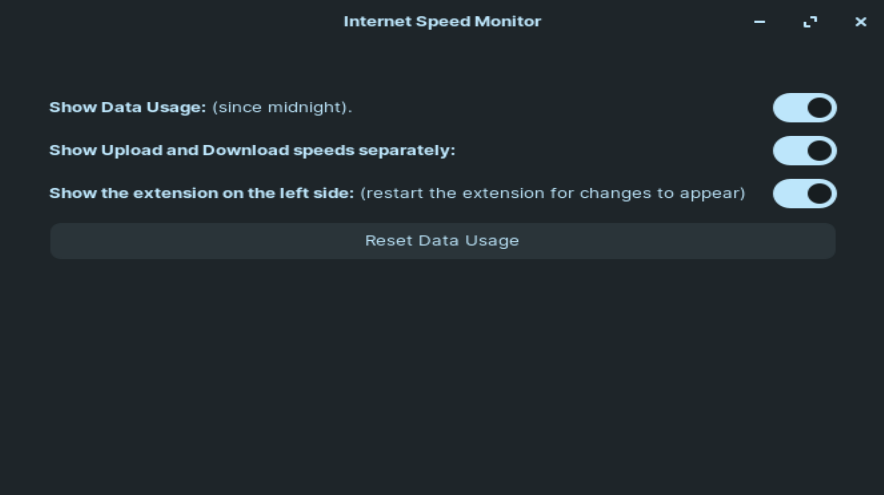 Internet Speed Monitor
Show Data Usage: (since midnight).
Show Upload and Download speeds separately:
Show the extension on the left side: (restart the extension for changes to appear)
Reset Data Usage